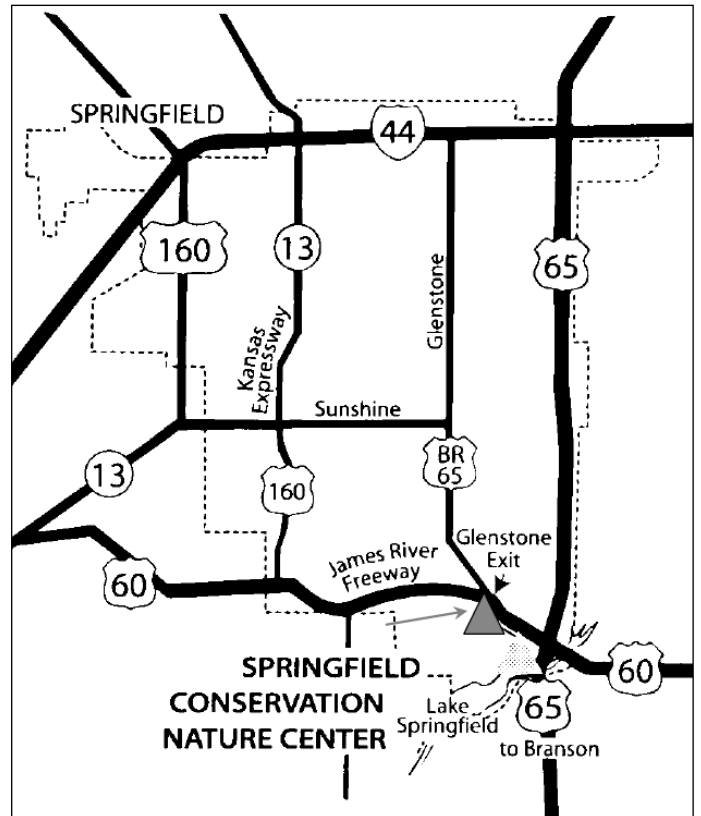 SPRINGFIELD
44
160
13
65
Glenstone
Kansas
Expressway
Sunshine
13
BR
65
160
Glenstone
Exit
James River
Freeway
60
SPRINGFIELD
CONSERVATION
NATURE CENTER
60
Lake
Springfield
65
to Branson